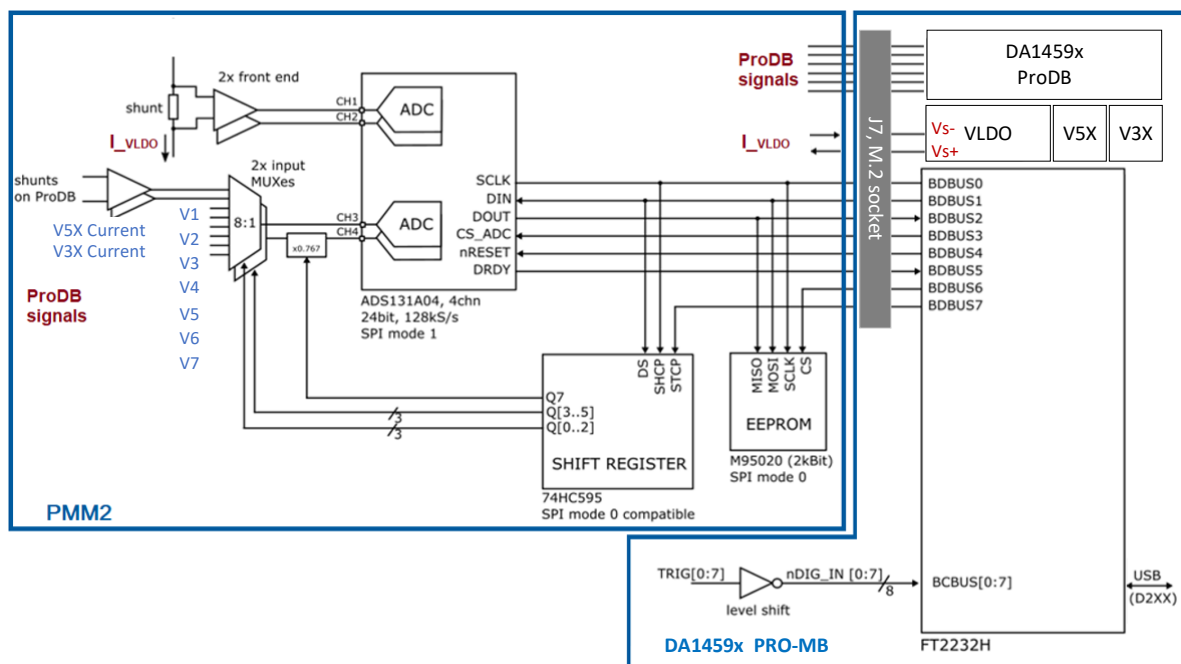 2x front end
shunt
I_VLDO
CH1
CH2
ADC
ProDB
signals
DA1459x
ProDB
I_VLDO
J7, M.2 socket
Vs-
Vs+
VLDO
V5X
V3X
shunts
on ProDB
2x input
MUXes
8:1
V5X Current
V3X Current
V1
V2
V3
V4
V5
V6
V7
ProDB
signals
x0.767
CH3
CH4
ADC
SCLK
DIN
DOUT
CS_ADC
nRESET
DRDY
ADS131A04, 4chn
24bit, 128kS/s
SPI mode 1
BDBUS0
BDBUS1
BDBUS2
BDBUS3
BDBUS4
BDBUS5
BDBUS6
BDBUS7
DS
SHCP
STCP
Q7
Q[3..5]
Q[0..2]
3
3
SHIFT REGISTER
74HC595
SPI mode 0 compatible
MISO
MOSI
SCLK
CS
EEPROM
M95020 (2kBit)
SPI mode 0
PMM2
TRIG[0:7]
nDIG_IN [0:7]
8
level shift
BCBUS[0:7]
USB
(D2XX)
DA1459x PRO-MB
FT2232H